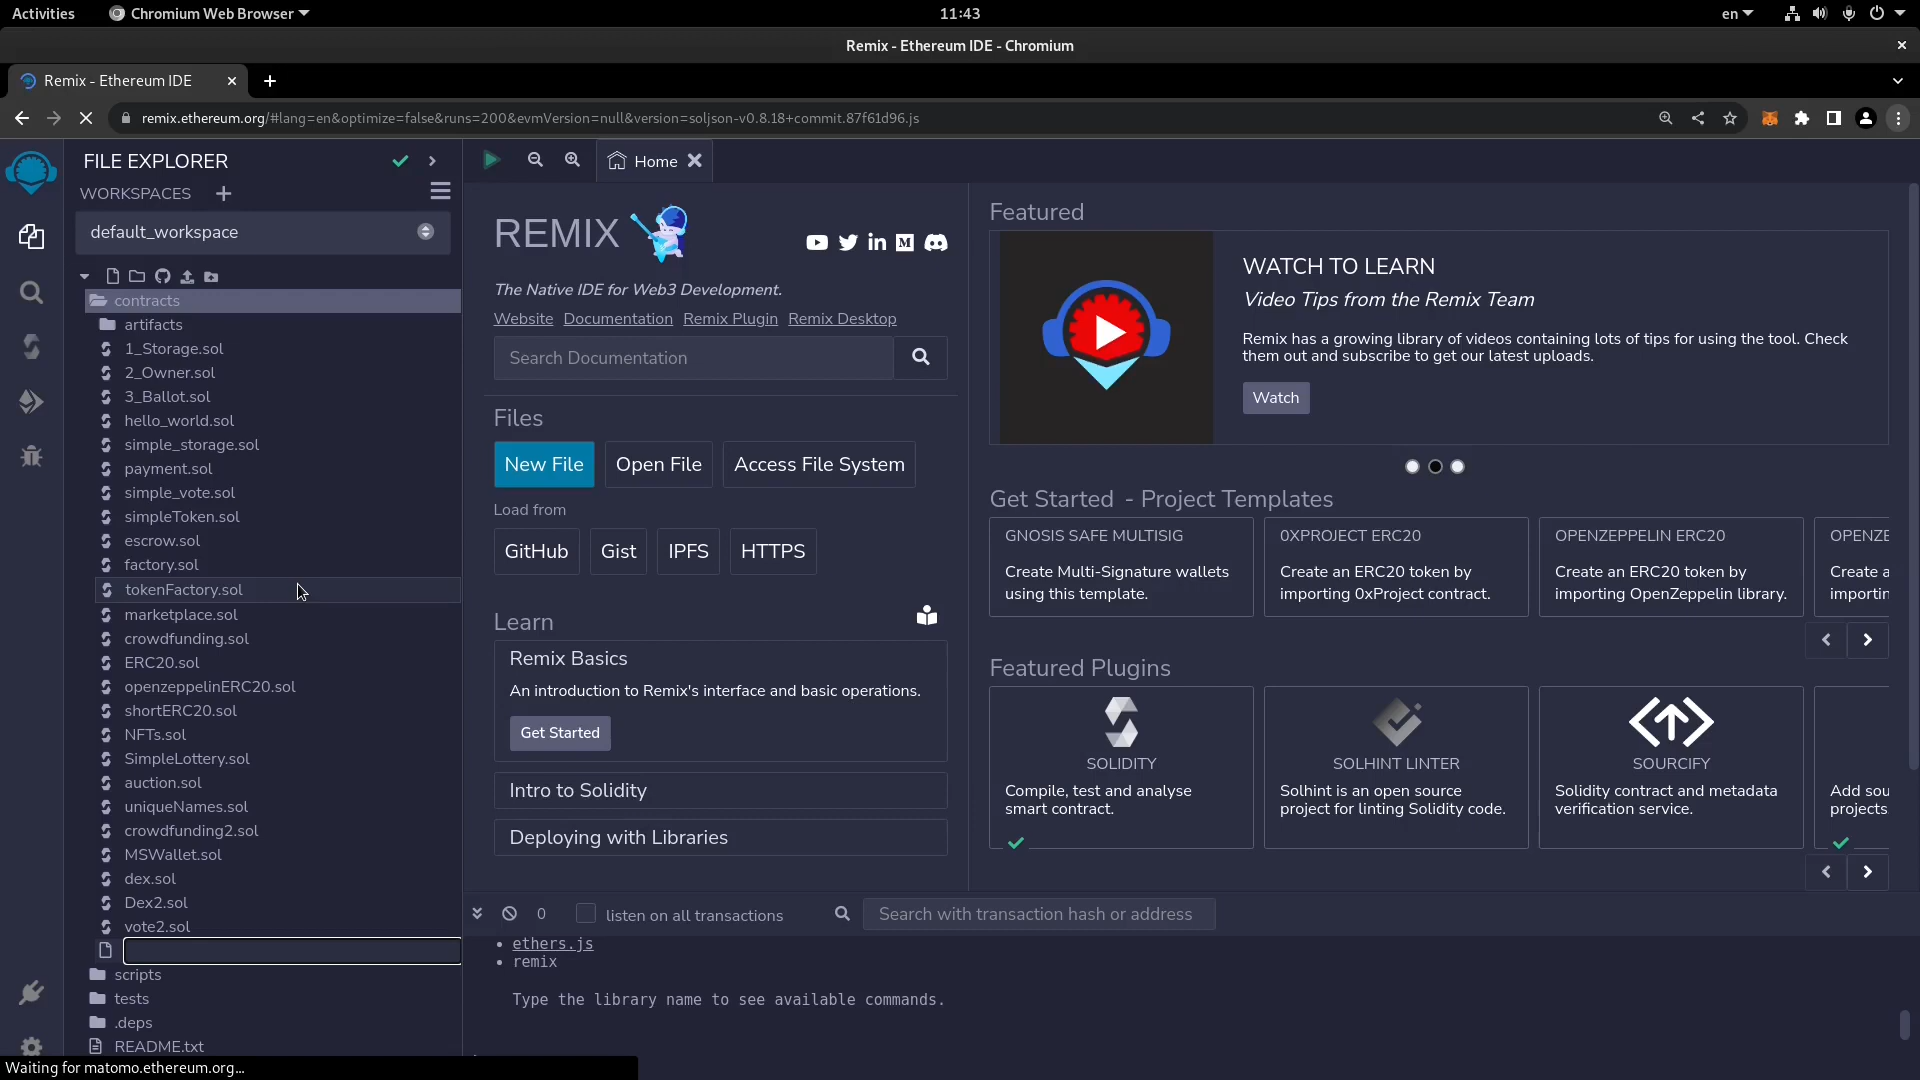 Activities
Chromium Web Browser
11:43
en
Remix - Ethereum IDE - Chromium
Remix - Ethereum IDE
remix.ethereum.org/#lang=en&optimize=false&runs=200&evmVersion=null&version=soljson-v0.8.18+commit.87f61d96.js
FILE EXPLORER
WORKSPACES
default_workspace
contracts
artifacts
1_Storage.sol
2_Owner.sol
3_Ballot.sol
hello_world.sol
simple_storage.sol
payment.sol
simple_vote.sol
simpleToken.sol
escrow.sol
factory.sol
tokenFactory.sol
marketplace.sol
crowdfunding.sol
ERC20.sol
openzeppelinERC20.sol
shortERC20.sol
NFTs.sol
SimpleLottery.sol
auction.sol
uniqueNames.sol
crowdfunding2.sol
MSWallet.sol
dex.sol
Dex2.sol
vote2.sol
scripts
tests
.deps
README.txt
Waiting for matomo.ethereum.org...
Home
REMIX
The Native IDE for Web3 Development.
Website Documentation Remix Plugin Remix Desktop
Search Documentation
Files
New File Open File Access File System
Load from
GitHub Gist IPFS HTTPS
Learn
Remix Basics
An introduction to Remix's interface and basic operations.
Get Started
Intro to Solidity
Deploying with Libraries
Featured
WATCH TO LEARN
Video Tips from the Remix Team
Remix has a growing library of videos containing lots of tips for using the tool. Check
them out and subscribe to get our latest uploads.
Watch
Get Started - Project Templates
GNOSIS SAFE MULTISIG
Create Multi-Signature wallets
using this template.
0XPROJECT ERC20
Create an ERC20 token by
importing 0xProject contract.
OPENZEPPELIN ERC20
Create an ERC20 token by
importing OpenZeppelin library.
OPENZE
Create a
importin
Featured Plugins
SOLIDITY
Compile, test and analyse
smart contract.
SOLHINT LINTER
Solhint is an open source
project for linting Solidity code.
SOURCIFY
Solidity contract and metadata
verification service.
Add sou
projects
0
listen on all transactions
Search with transaction hash or address
• ethers.js
• remix
Type the library name to see available commands.